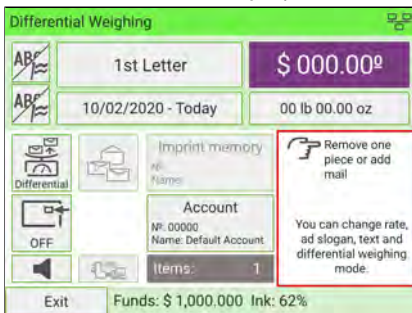 Differential Weighing
ABC
1st Letter
$ 000.00º
ABC
10/02/2020 - Today
00 lb 00.00 oz
Differential
Imprint memory
Nº:
Name:
Remove one
piece or add
mail
OFF
Account
Nº: 00000
Name: Default Account
You can change rate,
ad slogan, text and
differential weighing
mode.
Items: 1
Exit
Funds: $ 1,000.000 Ink: 62%